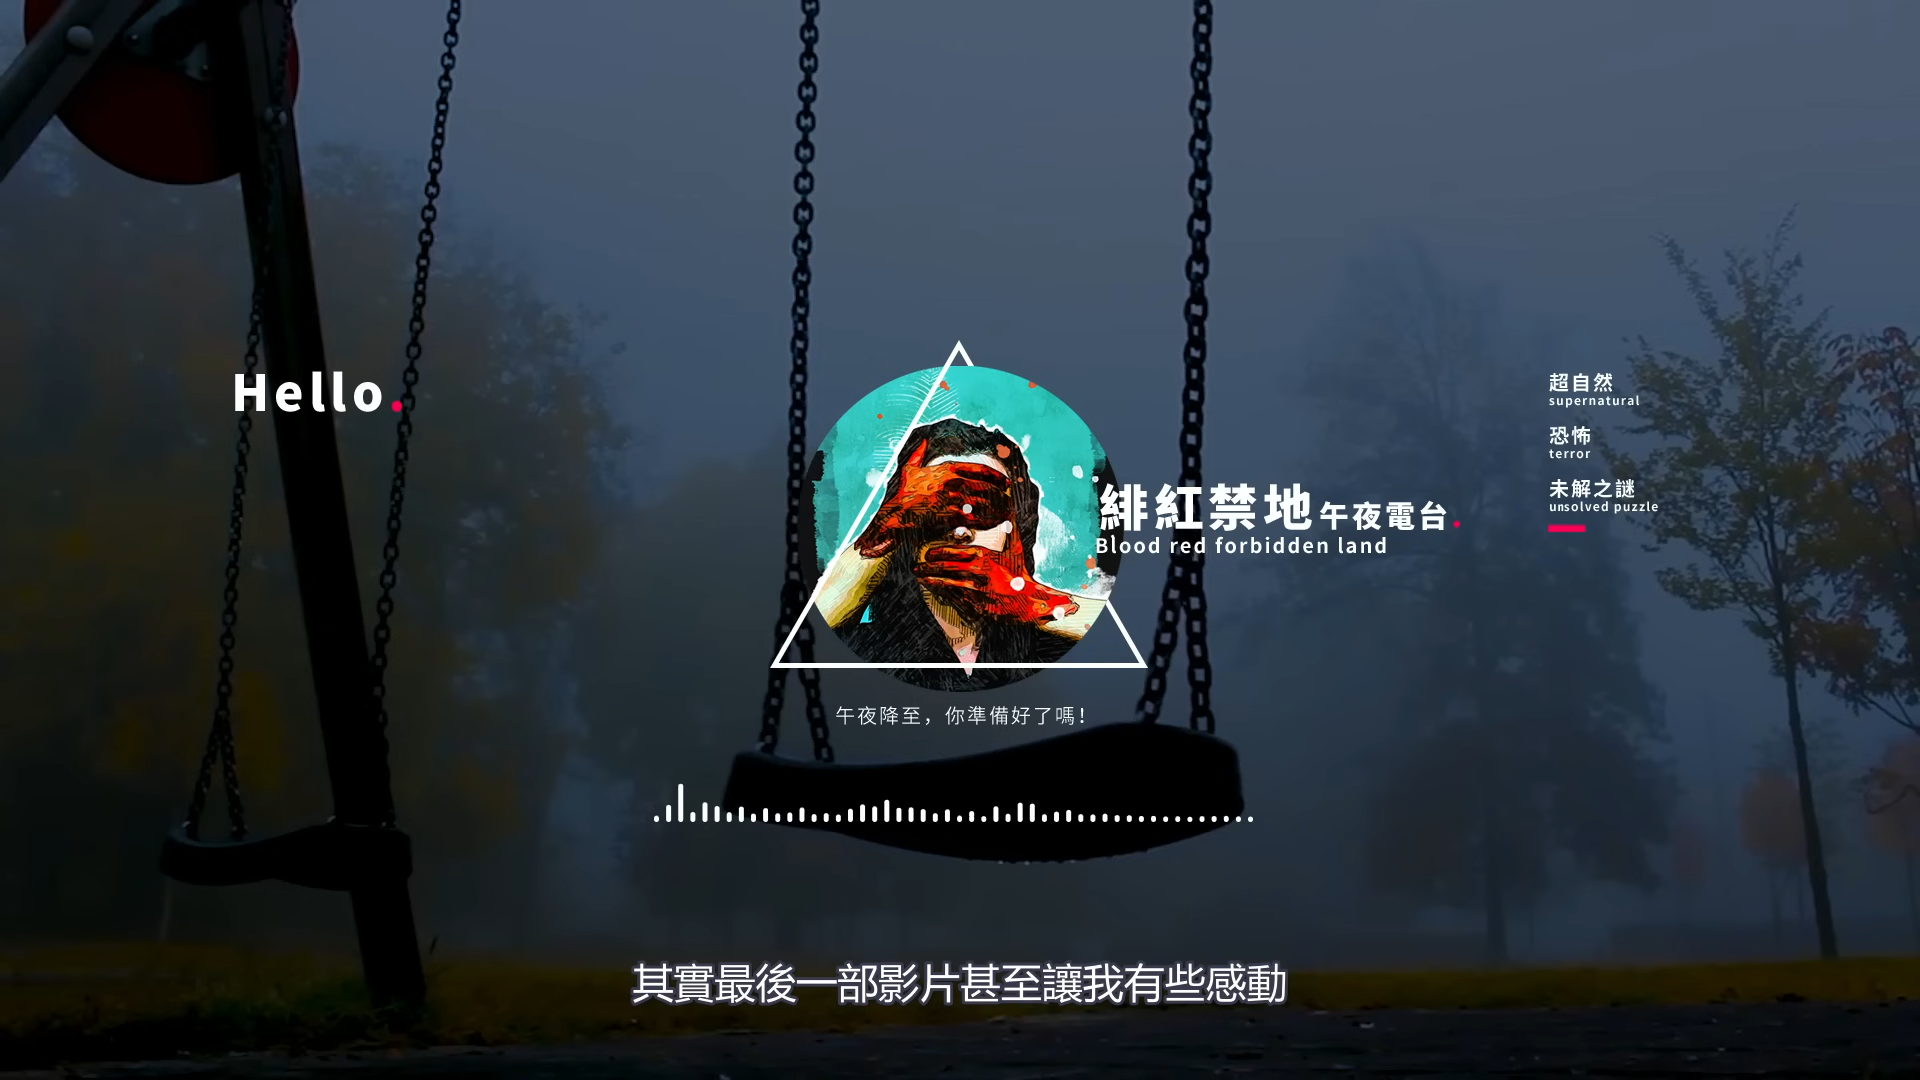 Hello.
超自然
supernatural
恐怖
terror
未解之謎
unsolved puzzle
緋紅禁地午夜電台.
Blood red forbidden land
午夜降至，你準備好了嗎！
其實最後一部影片甚至讓我有些感動